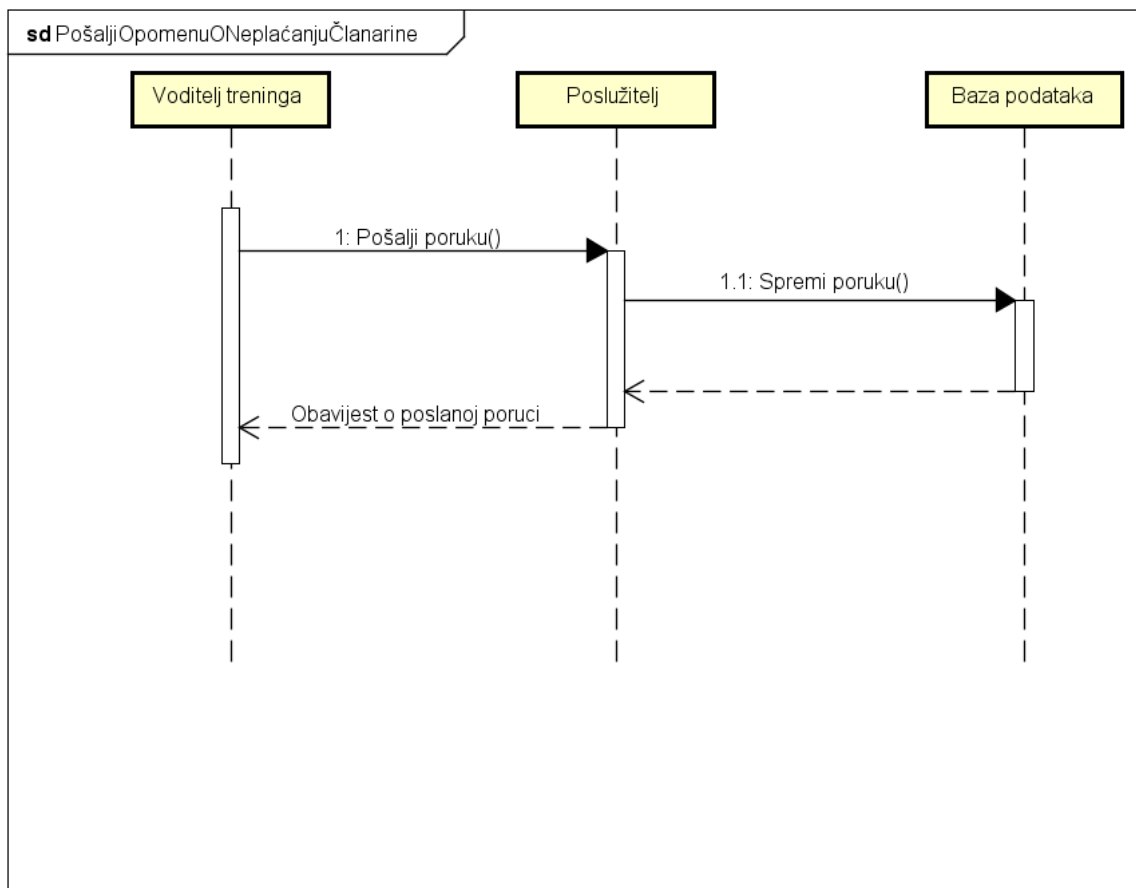 sd PošaljiOpomenuONeplaćanjuČlanarine
Voditelj treninga
Poslužitelj
Baza podataka
1: Pošalji poruku()
1.1: Spremi poruku()
Obavijest o poslanoj poruci